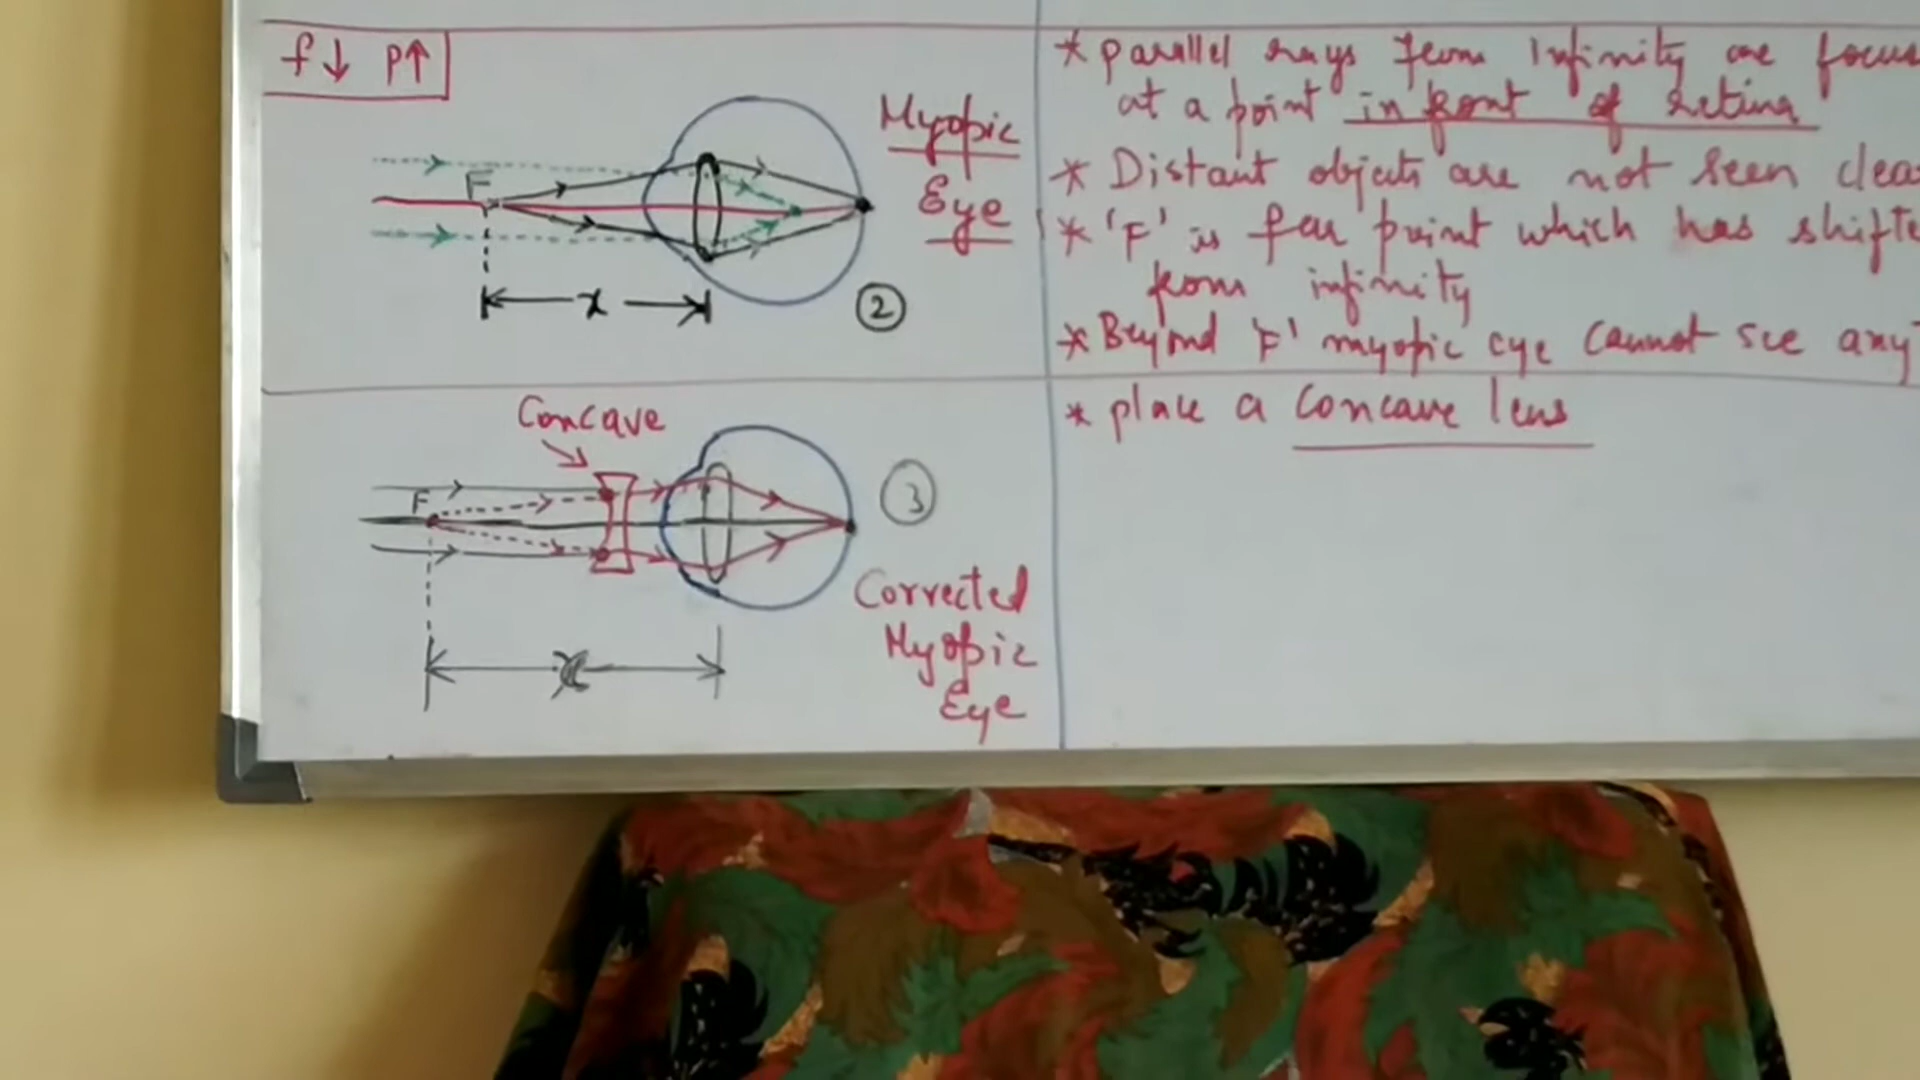 f↓ P↑
F
Myopic
Eye
x
②
* parallel rays from infinity are focus
at a point in front of retina
* Distant objects are not seen clea
* 'F' is far point which has shifte
from infinity
* Beyond 'F' myopic eye cannot see any
Concave
F
③
Corrected
Myopic
Eye
x
* place a concave lens